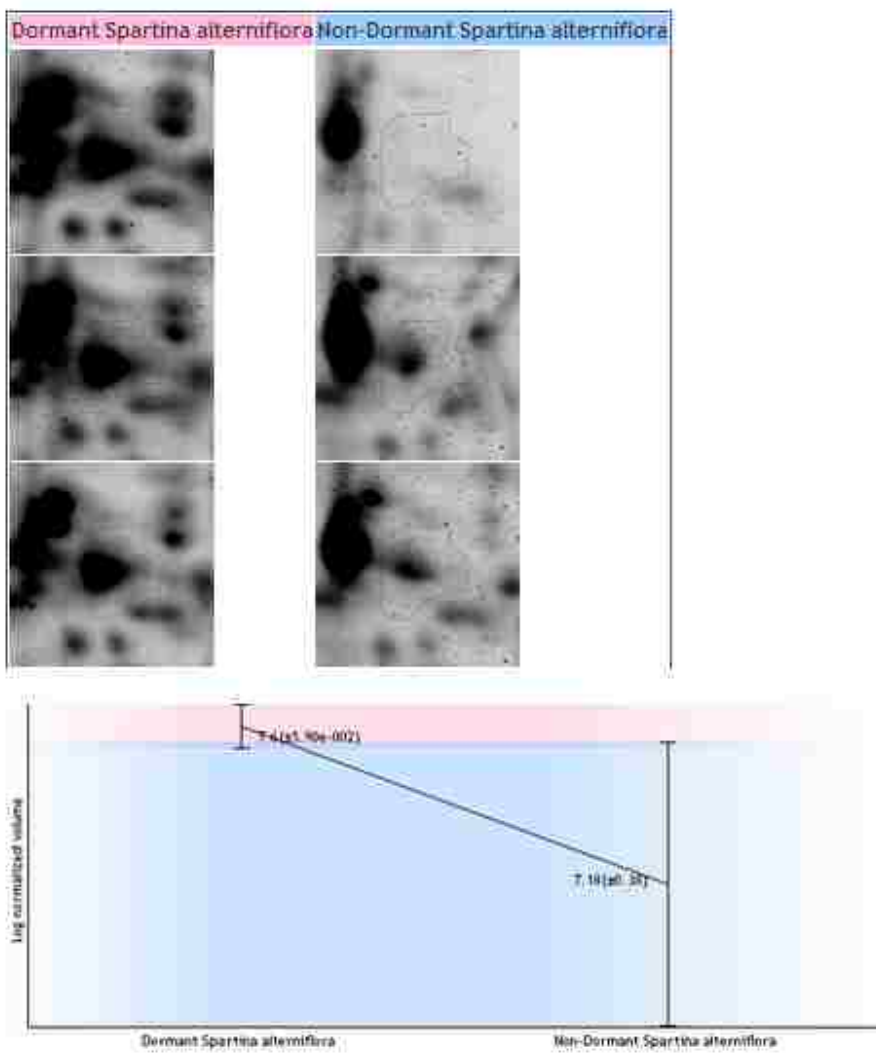 Dormant Spartina alterniflora Non-Dormant Spartina alterniflora
Log normalized volume
Dormant Spartina alterniflora
Non-Dormant Spartina alterniflora